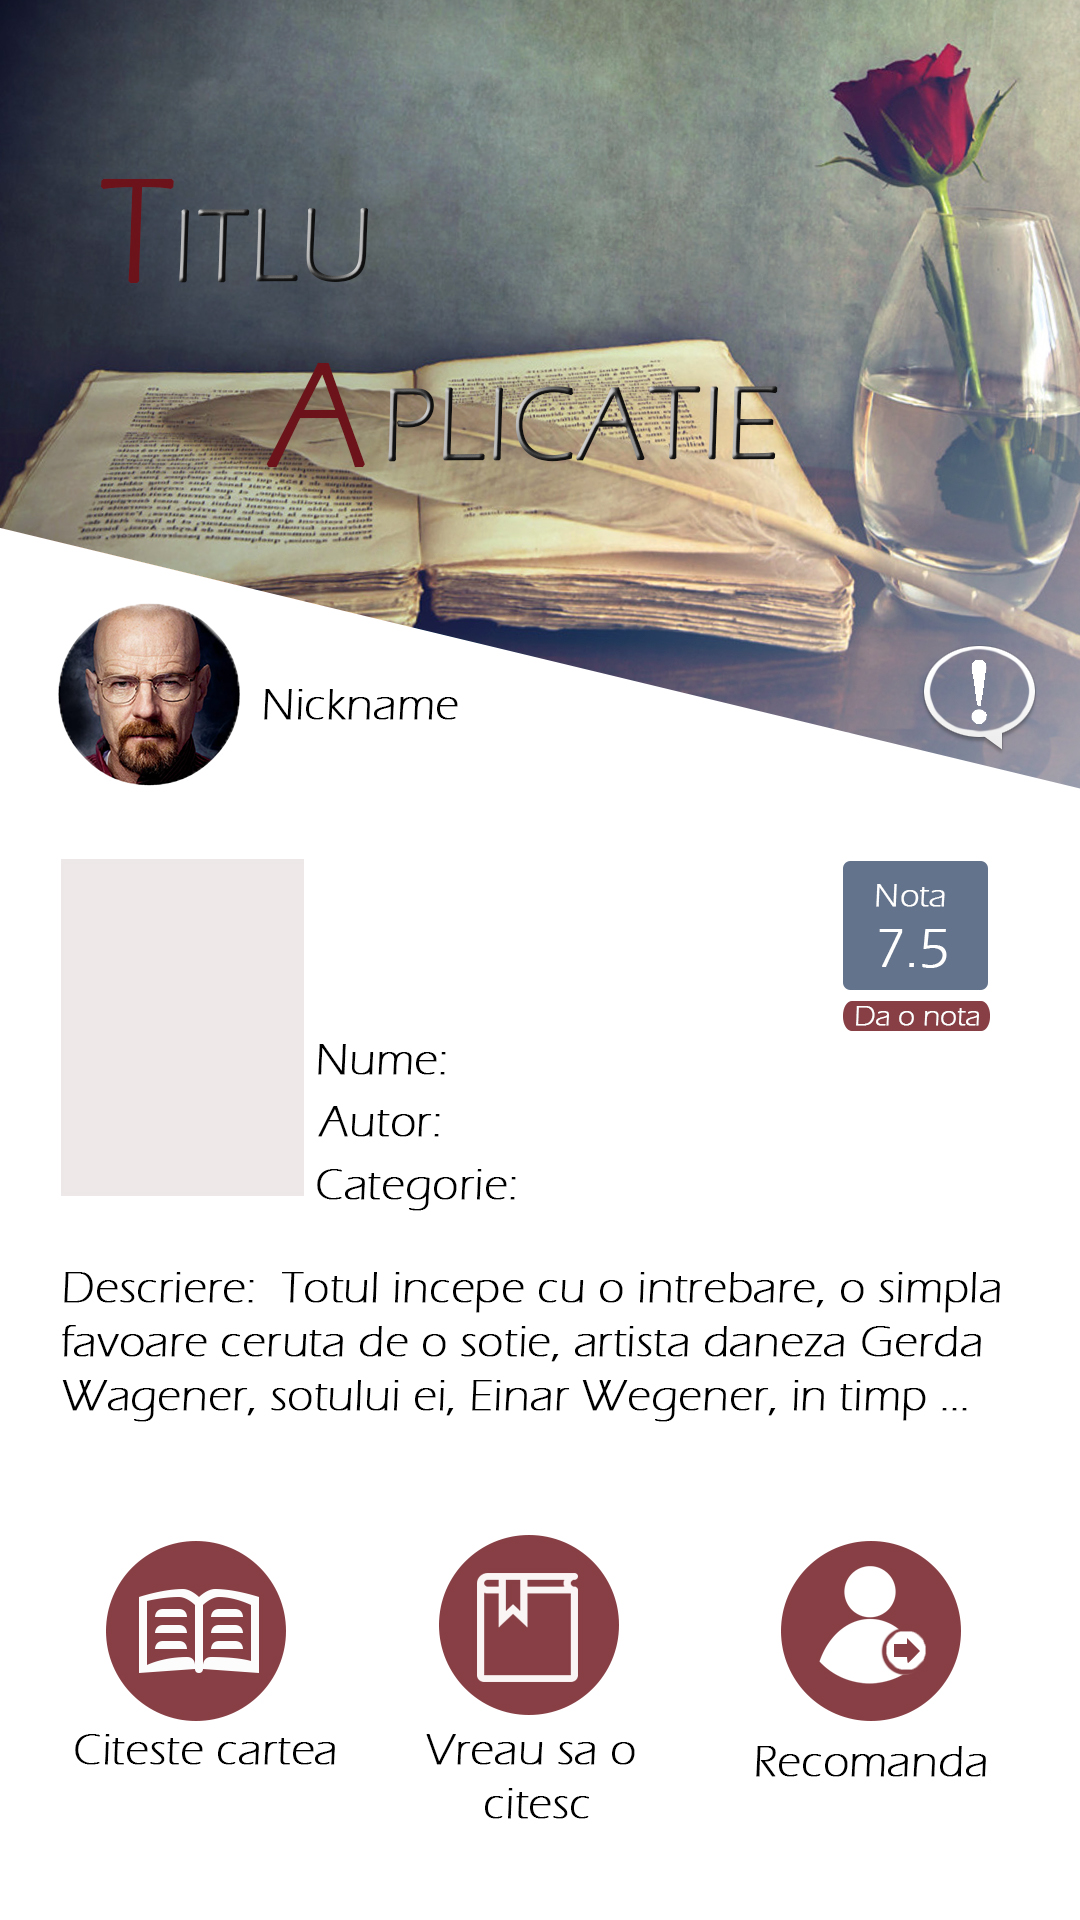 TITLU
APLICATIE
Nickname
Nota
7.5
Da o nota
Nume:
Autor:
Categorie:
Descriere: Totul incepe cu o intrebare, o simpla
favoare ceruta de o sotie, artista daneza Gerda
Wagener, sotului ei, Einar Wegener, in timp ...
Citeste cartea
Vreau sa o
citesc
Recomanda